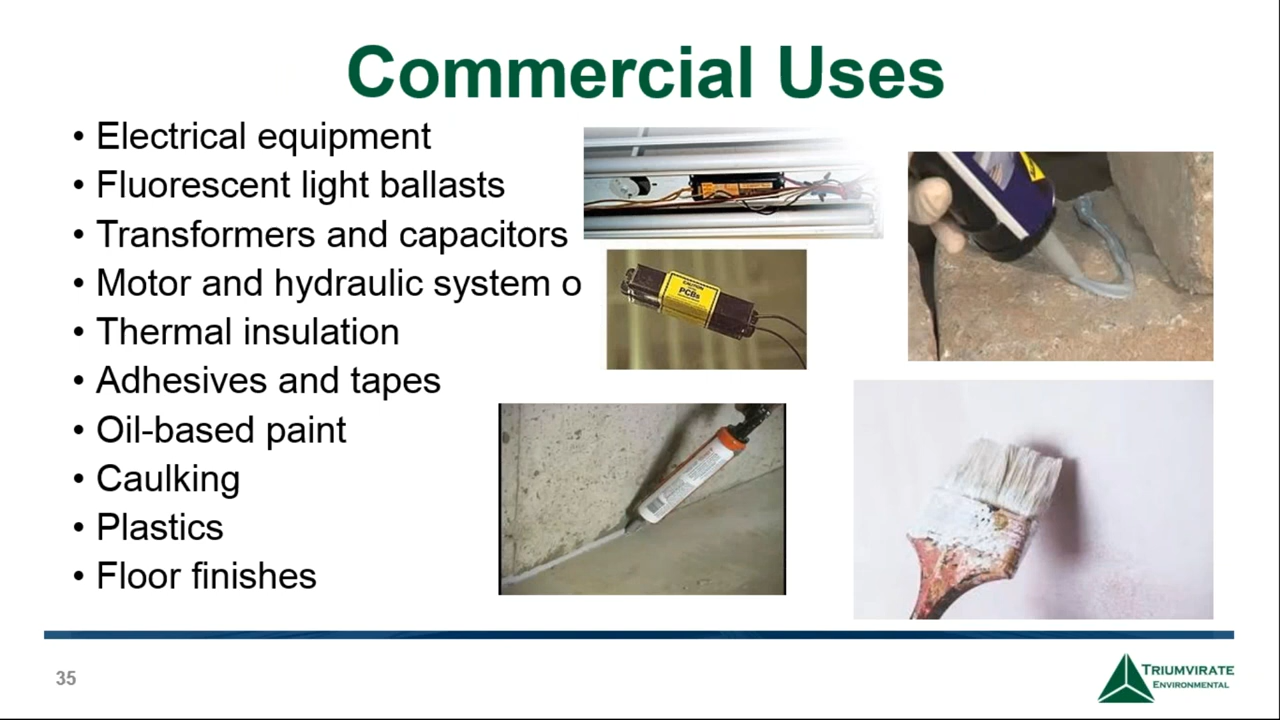 Commercial Uses
• Electrical equipment
• Fluorescent light ballasts
• Transformers and capacitors
• Motor and hydraulic system o
• Thermal insulation
• Adhesives and tapes
• Oil-based paint
• Caulking
• Plastics
• Floor finishes
CAUTION
PCBs
35
TRIUMVIRATE
ENVIRONMENTAL